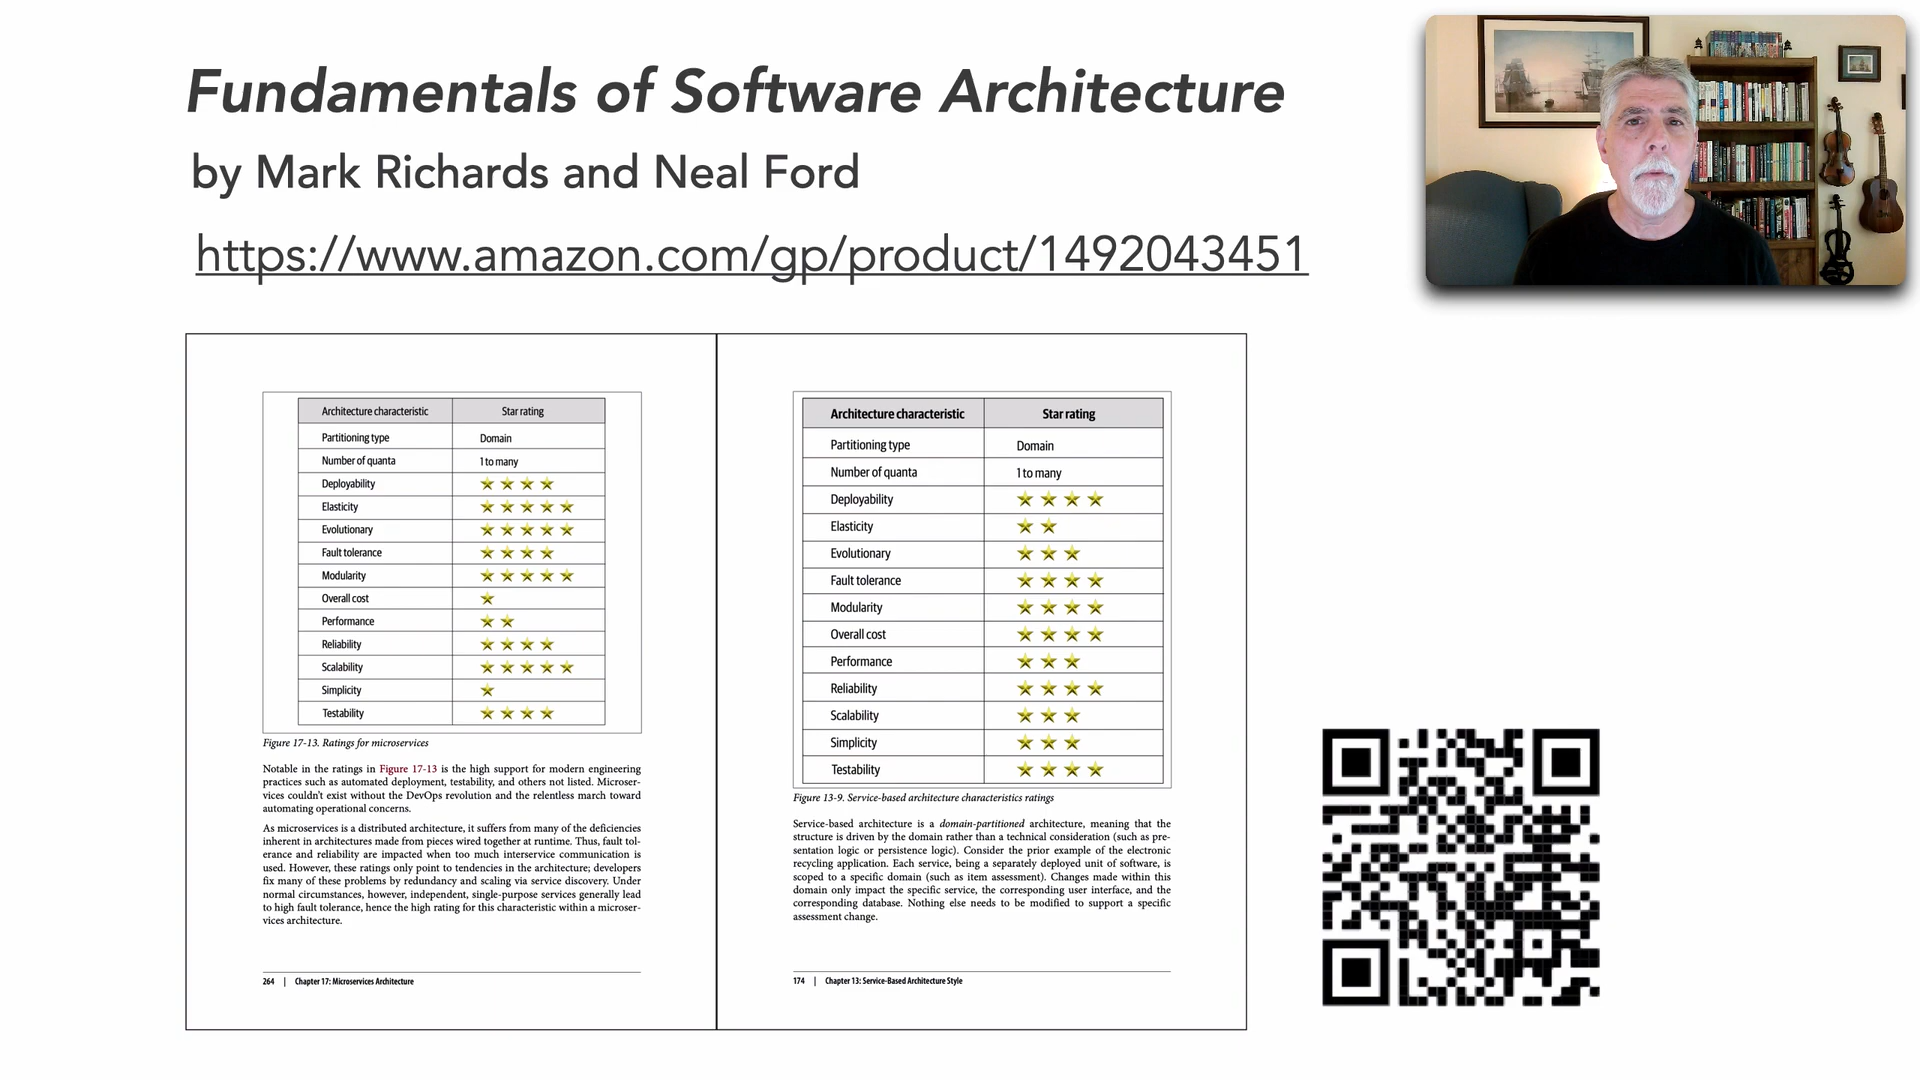 Fundamentals of Software Architecture
by Mark Richards and Neal Ford
https://www.amazon.com/gp/product/1492043451
Architecture characteristic Star rating
Partitioning type Domain
Number of quanta 1 to many
Deployability ★★★★
Elasticity ★★★★★
Evolutionary ★★★★★
Fault tolerance ★★★★
Modularity ★★★★★
Overall cost ★
Performance ★★
Reliability ★★★★
Scalability ★★★★★
Simplicity ★
Testability ★★★★
Figure 17-13. Ratings for microservices
Notable in the ratings in Figure 17-13 is the high support for modern engineering
practices such as automated deployment, testability, and others not listed. Microser-
vices couldn't exist without the DevOps revolution and the relentless march toward
automating operational concerns.
As microservices is a distributed architecture, it suffers from many of the deficiencies
inherent in architectures made from pieces wired together at runtime. Thus, fault tol-
erance and reliability are impacted when too much interservice communication is
used. However, these ratings only point to tendencies in the architecture; developers
fix many of these problems by redundancy and scaling via service discovery. Under
normal circumstances, however, independent, single-purpose services generally lead
to high fault tolerance, hence the high rating for this characteristic within a microser-
vices architecture.
264 | Chapter 17: Microservices Architecture
Architecture characteristic Star rating
Partitioning type Domain
Number of quanta 1 to many
Deployability ★★★★
Elasticity ★★
Evolutionary ★★★
Fault tolerance ★★★★
Modularity ★★★★
Overall cost ★★★★
Performance ★★★
Reliability ★★★★
Scalability ★★★
Simplicity ★★★
Testability ★★★★
Figure 13-9. Service-based architecture characteristics ratings
Service-based architecture is a domain-partitioned architecture, meaning that the
structure is driven by the domain rather than a technical consideration (such as pre-
sentation logic or persistence logic). Consider the prior example of the electronic
recycling application. Each service, being a separately deployed unit of software, is
scoped to a specific domain (such as item assessment). Changes made within this
domain only impact the specific service, the corresponding user interface, and the
corresponding database. Nothing else needs to be modified to support a specific
assessment change.
174 | Chapter 13: Service-Based Architecture Style